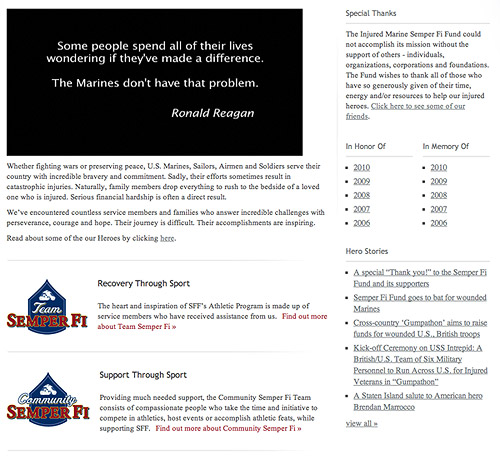 Some people spend all of their lives
wondering if they've made a difference.
The Marines don't have that problem.
Ronald Reagan
Whether fighting wars or preserving peace, U.S. Marines, Sailors, Airmen and Soldiers serve their
country with incredible bravery and commitment. Sadly, their efforts sometimes result in
catastrophic injuries. Naturally, family members drop everything to rush to the bedside of a loved
one who is injured. Serious financial hardship is often a direct result.
We've encountered countless service members and families who answer incredible challenges with
perseverance, courage and hope. Their journey is difficult. Their accomplishments are inspiring.
Read about some of the our Heroes by clicking here.
Team
SEMPER FI
Recovery Through Sport
The heart and inspiration of SFF's Athletic Program is made up of
service members who have received assistance from us. Find out more
about Team Semper Fi »
Community
SEMPER FI
Support Through Sport
Providing much needed support, the Community Semper Fi Team
consists of compassionate people who take the time and initiative to
compete in athletics, host events or accomplish athletic feats, while
supporting SFF. Find out more about Community Semper Fi »
Special Thanks
The Injured Marine Semper Fi Fund could
not accomplish its mission without the
support of others - individuals,
organizations, corporations and foundations.
The Fund wishes to thank all of those who
have so generously given of their time,
energy and/or resources to help our injured
heroes. Click here to see some of our
friends.
In Honor Of
2010
2009
2008
2007
2006
In Memory Of
2010
2009
2008
2007
2006
Hero Stories
A special "Thank you!" to the Semper Fi
Fund and its supporters
Semper Fi Fund goes to bat for wounded
Marines
Cross-country 'Gumpathon' aims to raise
funds for wounded U.S., British troops
Kick-off Ceremony on USS Intrepid: A
British/U.S. Team of Six Military
Personnel to Run Across U.S. for Injured
Veterans in "Gumpathon"
A Staten Island salute to American hero
Brendan Marrocco
view all »